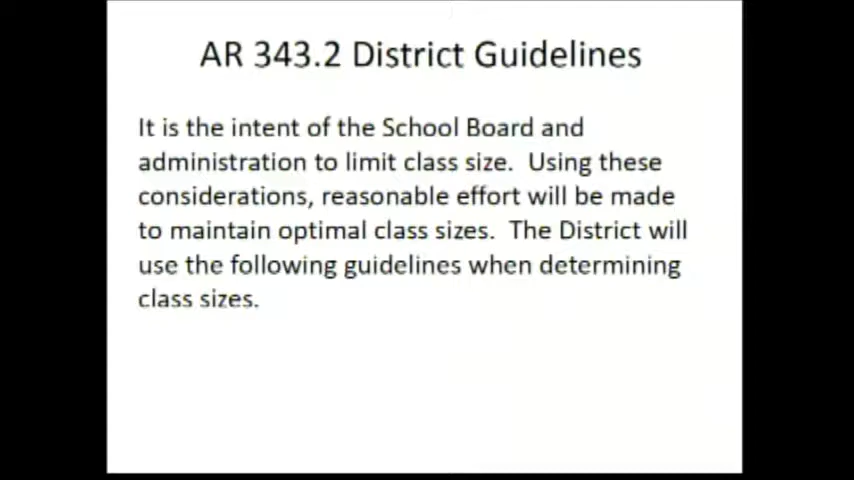 AR 343.2 District Guidelines
It is the intent of the School Board and
administration to limit class size.  Using these
considerations, reasonable effort will be made
to maintain optimal class sizes.  The District will
use the following guidelines when determining
class sizes.